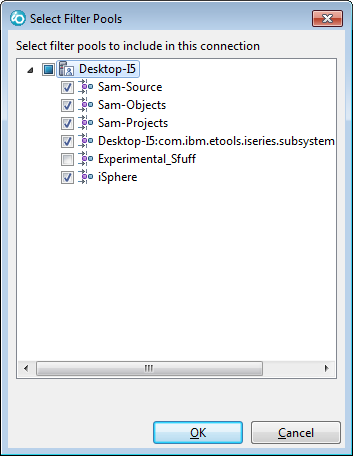 Select Filter Pools
Select filter pools to include in this connection
Desktop-I5
Sam-Source
Sam-Objects
Sam-Projects
Desktop-I5:com.ibm.etools.iseries.subsystem
Experimental_Sfuff
iSphere
OK
Cancel